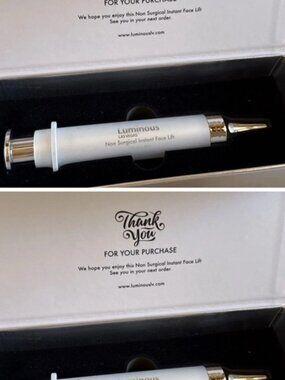 FOR YOUR PURCHASE
We hope you enjoy this Non Surgical Instant Face Lift
See you in your next order.
www.luminouslv.com
Luminous
LAS VEGAS
Non Surgical Instant Face Lift
Thank
You
FOR YOUR PURCHASE
We hope you enjoy this Non Surgical Instant Face Lift
See you in your next order.
www.luminouslv.com
Luminous